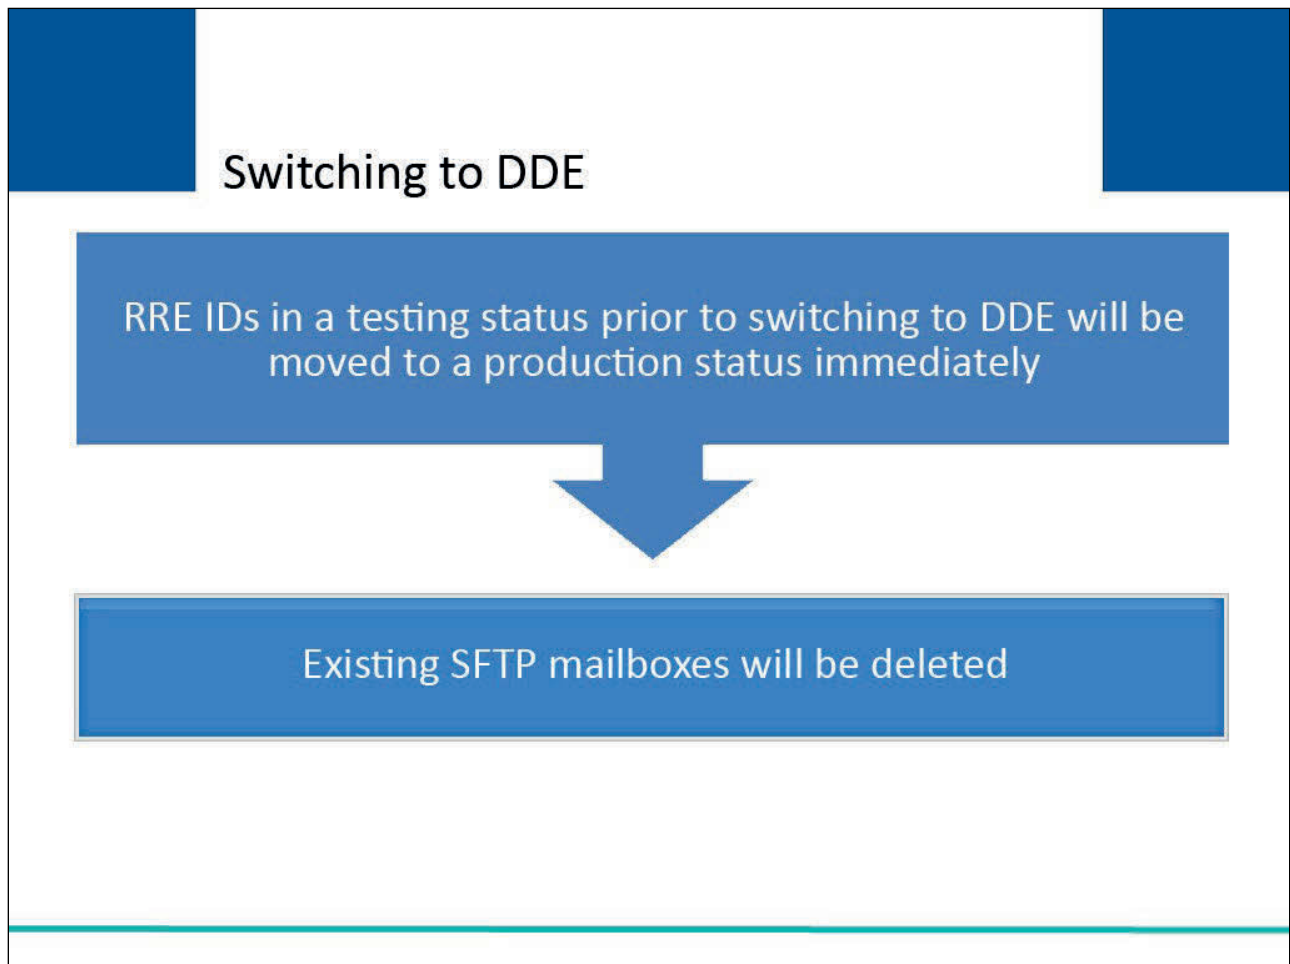 Switching to DDE
RRE IDs in a testing status prior to switching to DDE will be
moved to a production status immediately
Existing SFTP mailboxes will be deleted